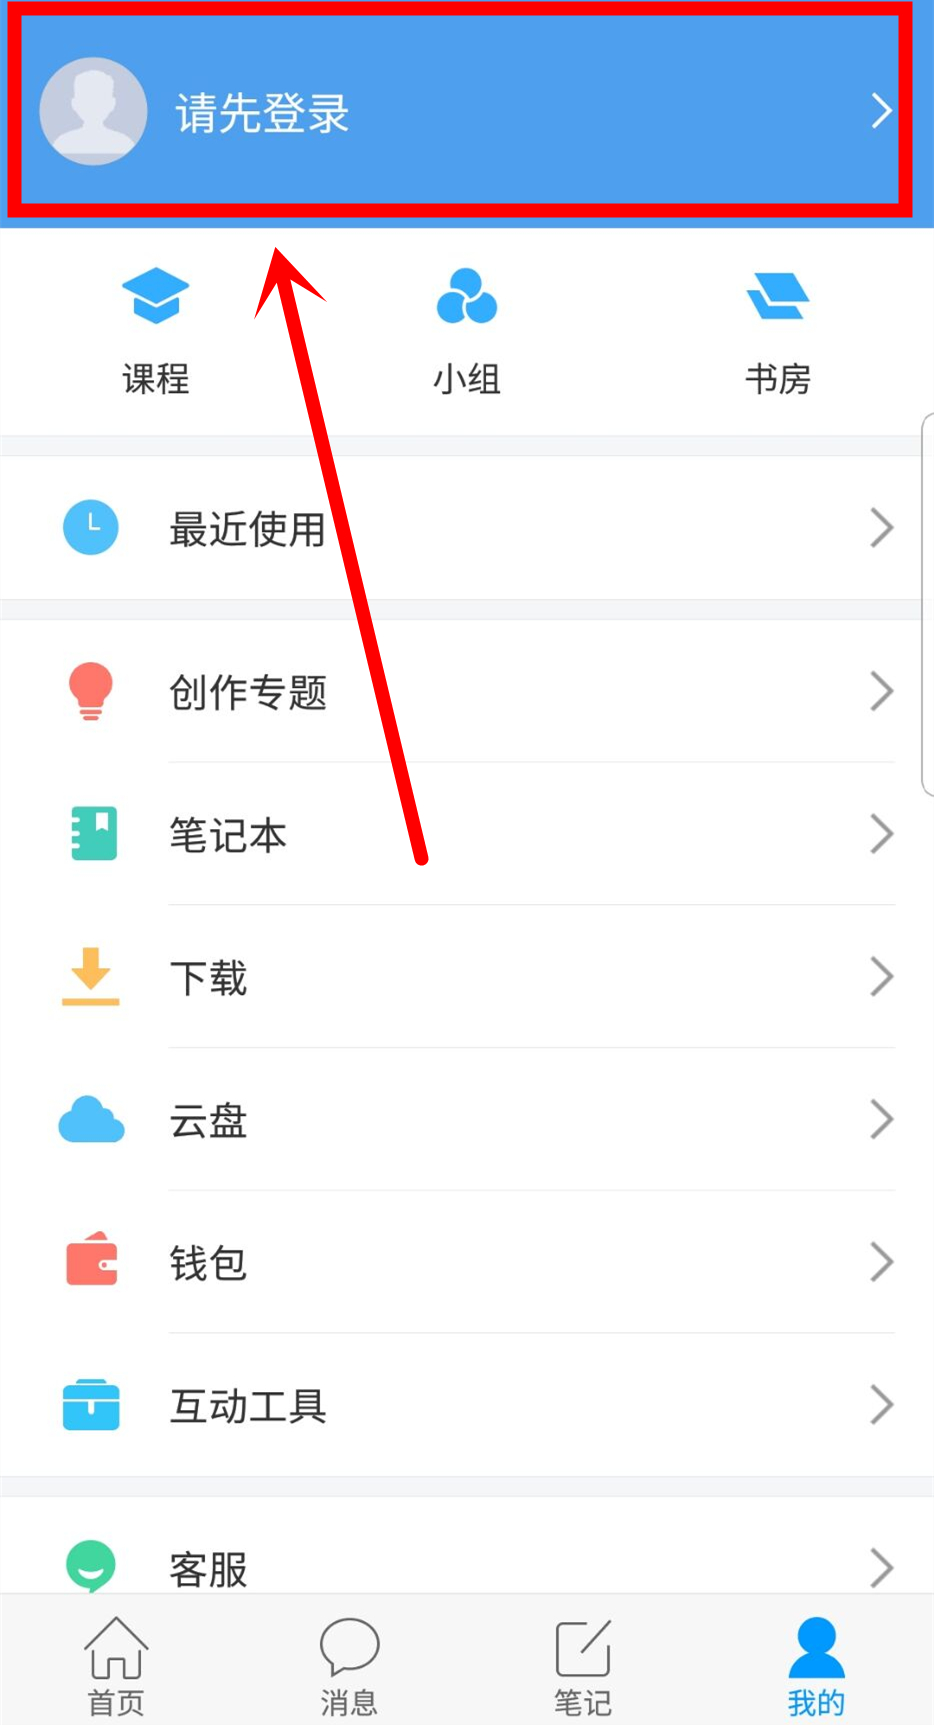 请先登录
课程 小组 书房
最近使用
创作专题
笔记本
下载
云盘
钱包
互动工具
客服
首页 消息 笔记 我的